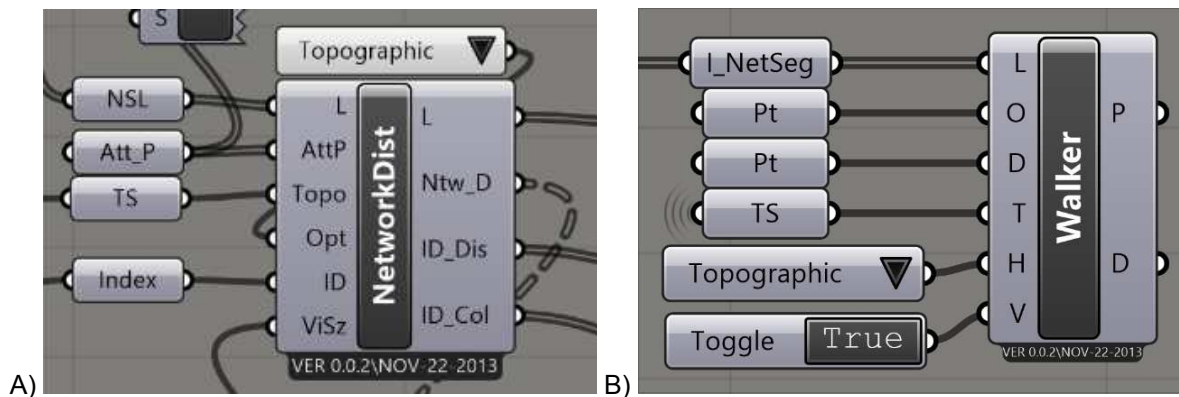 S
Topographic
NSL
Att_P
TS
Index
L
AttP
Topo
Opt
ID
ViSz
NetworkDist
L
Ntw_D
ID_Dis
ID_Col
VER 0.0.2\NOV-22-2013
A)
I_NetSeg
Pt
Pt
TS
Topographic
Toggle True
L
O
D
T
H
V
Walker
P
D
VER 0.0.2\NOV-22-2013
B)